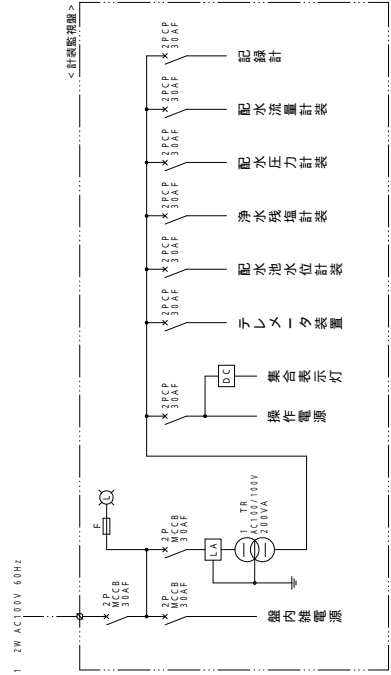 <計装監視盤>
1 2W AC100V 60Hz
2P
MCCB
30AF
F
L
2P
MCCB
30AF
盤内雑電源
2P
MCCB
30AF
LA
1 TR
AC100/100V
200VA
2PCP
30AF
操作電源
DC
集合表示灯
2PCP
30AF
テレメータ装置
2PCP
30AF
配水池水位計装
2PCP
30AF
浄水残塩計装
2PCP
30AF
配水圧力計装
2PCP
30AF
配水流量計装
2PCP
30AF
記録計